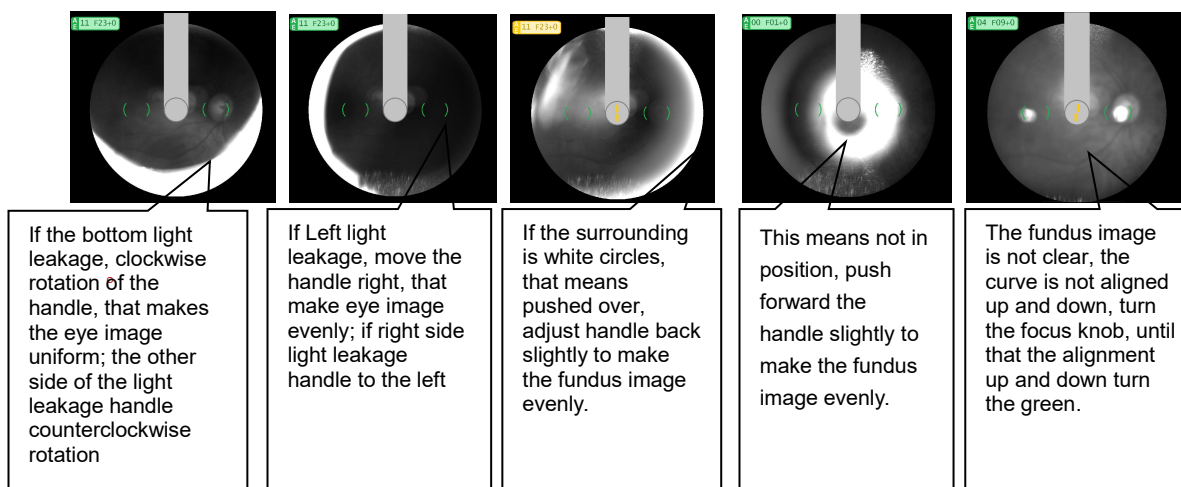 11 F23+0
11 F23+0
11 F23+0
00 F01+0
04 F09+0
If the bottom light
leakage, clockwise
rotation of the
handle, that makes
the eye image
uniform; the other
side of the light
leakage handle
counterclockwise
rotation
If Left light
leakage, move the
handle right, that
make eye image
evenly; if right side
light leakage
handle to the left
If the surrounding
is white circles,
that means
pushed over,
adjust handle back
slightly to make
the fundus image
evenly.
This means not in
position, push
forward the
handle slightly to
make the fundus
image evenly.
The fundus image
is not clear, the
curve is not aligned
up and down, turn
the focus knob, until
that the alignment
up and down turn
the green.